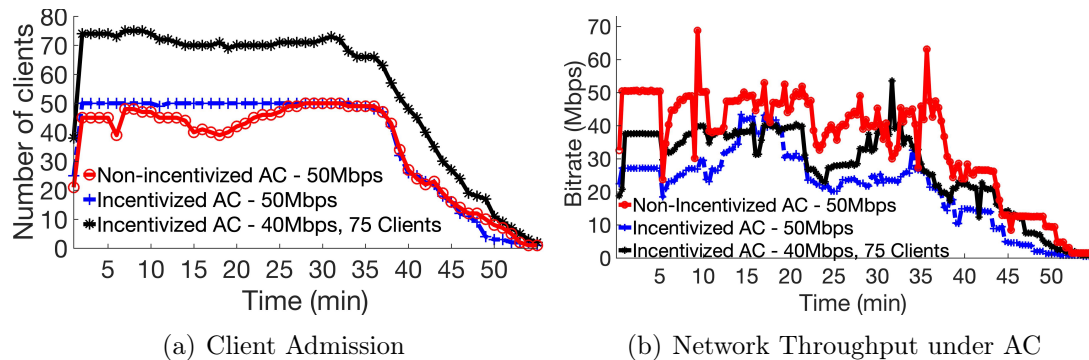 80
70
60
50
40
30
20
10
0
Number of clients
Non-incentivized AC - 50Mbps
Incentivized AC - 50Mbps
Incentivized AC - 40Mbps, 75 Clients
5 10 15 20 25 30 35 40 45 50
Time (min)
(a) Client Admission
70
60
50
40
30
20
10
0
Bitrate (Mbps)
Non-Incentivized AC - 50Mbps
Incentivized AC - 50Mbps
Incentivized AC - 40Mbps, 75 Clients
5 10 15 20 25 30 35 40 45 50
Time (min)
(b) Network Throughput under AC